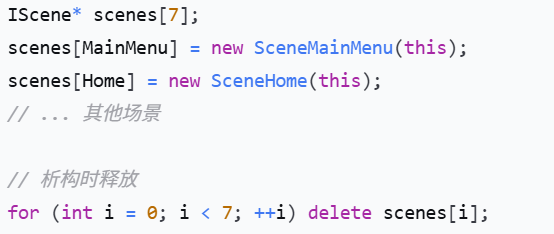 IScene* scenes[7];
scenes[MainMenu] = new SceneMainMenu(this);
scenes[Home] = new SceneHome(this);
// ... 其他场景
// 析构时释放
for (int i = 0; i < 7; ++i) delete scenes[i];